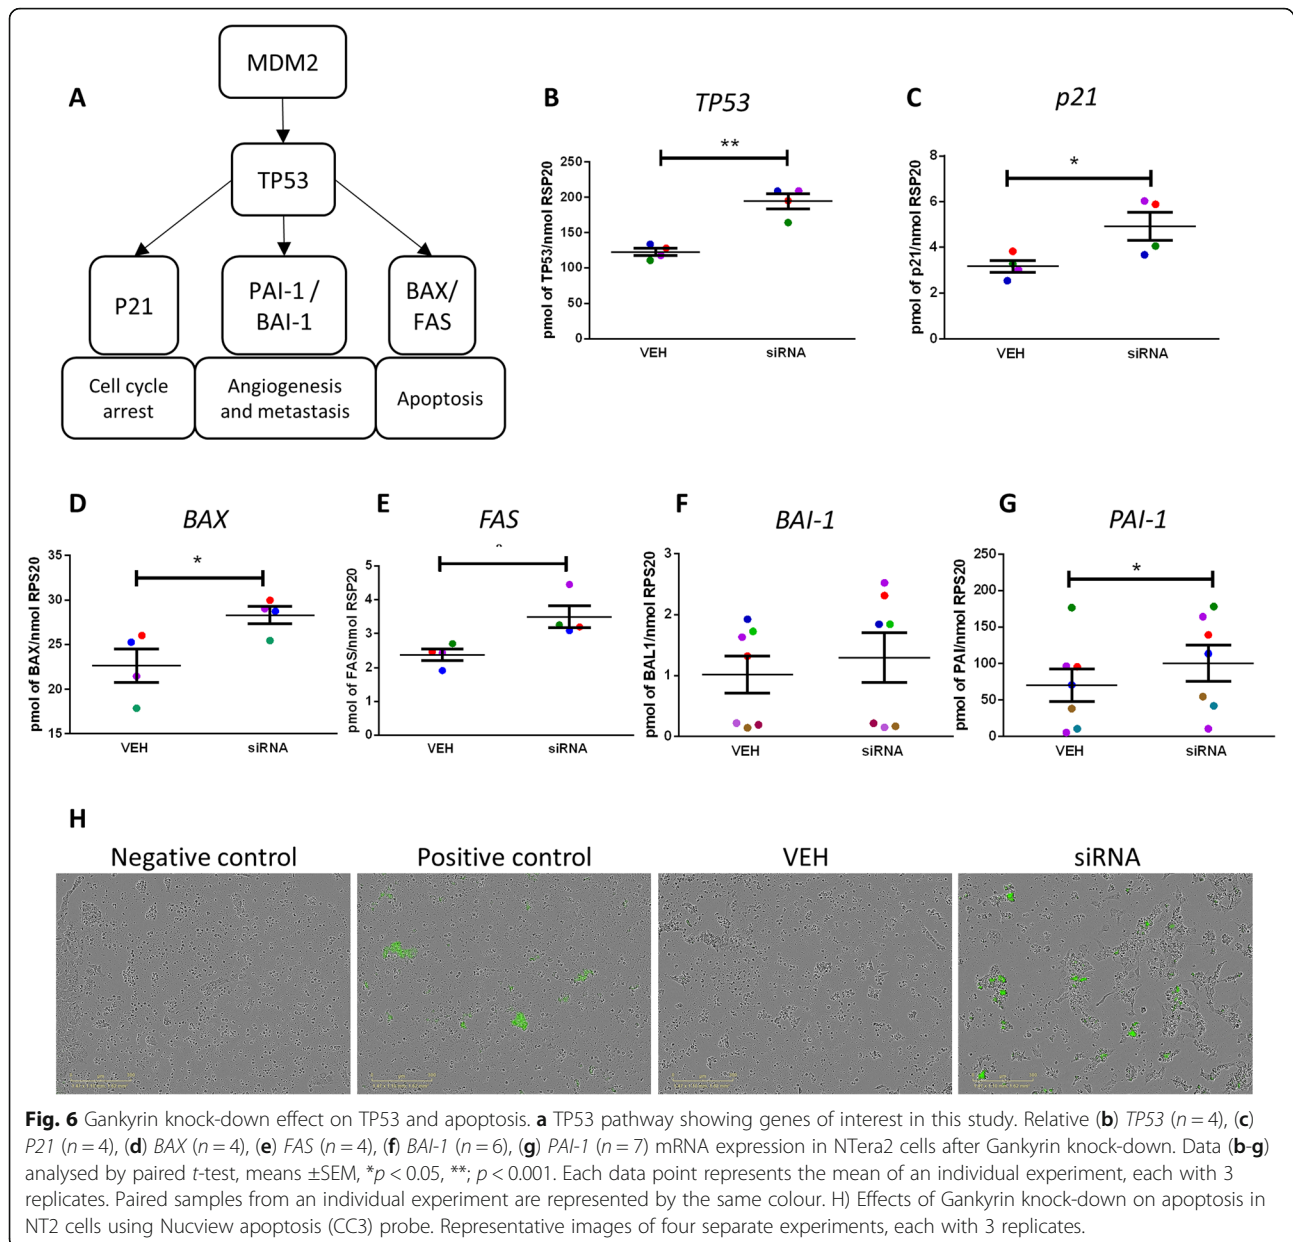 A
MDM2
TP53
P21
PAI-1 /
BAI-1
BAX/
FAS
Cell cycle
arrest
Angiogenesis
and metastasis
Apoptosis
B
TP53
**
pmol of TP53/nmol RSP20
250
200
150
100
50
0
VEH
siRNA
C
p21
*
pmol of p21/nmol RSP20
8
6
4
2
0
VEH
siRNA
D
BAX
*
pmol of BAX/nmol RPS20
35
30
25
20
15
VEH
siRNA
E
FAS
*
pmol of FAS/nmol RSP20
5
4
3
2
1
0
VEH
siRNA
F
BAI-1
pmol of BAL1/nmol RPS20
3
2
1
0
VEH
siRNA
G
PAI-1
*
pmol of PAI/nmol RPS20
250
200
150
100
50
0
VEH
siRNA
H
Negative control
Positive control
VEH
siRNA
Fig. 6 Gankyrin knock-down effect on TP53 and apoptosis. a TP53 pathway showing genes of interest in this study. Relative (b) TP53 (n = 4), (c)
P21 (n = 4), (d) BAX (n = 4), (e) FAS (n = 4), (f) BAI-1 (n = 6), (g) PAI-1 (n = 7) mRNA expression in NTera2 cells after Gankyrin knock-down. Data (b-g)
analysed by paired t-test, means ±SEM, *p < 0.05, **; p < 0.001. Each data point represents the mean of an individual experiment, each with 3
replicates. Paired samples from an individual experiment are represented by the same colour. H) Effects of Gankyrin knock-down on apoptosis in
NT2 cells using Nucview apoptosis (CC3) probe. Representative images of four separate experiments, each with 3 replicates.